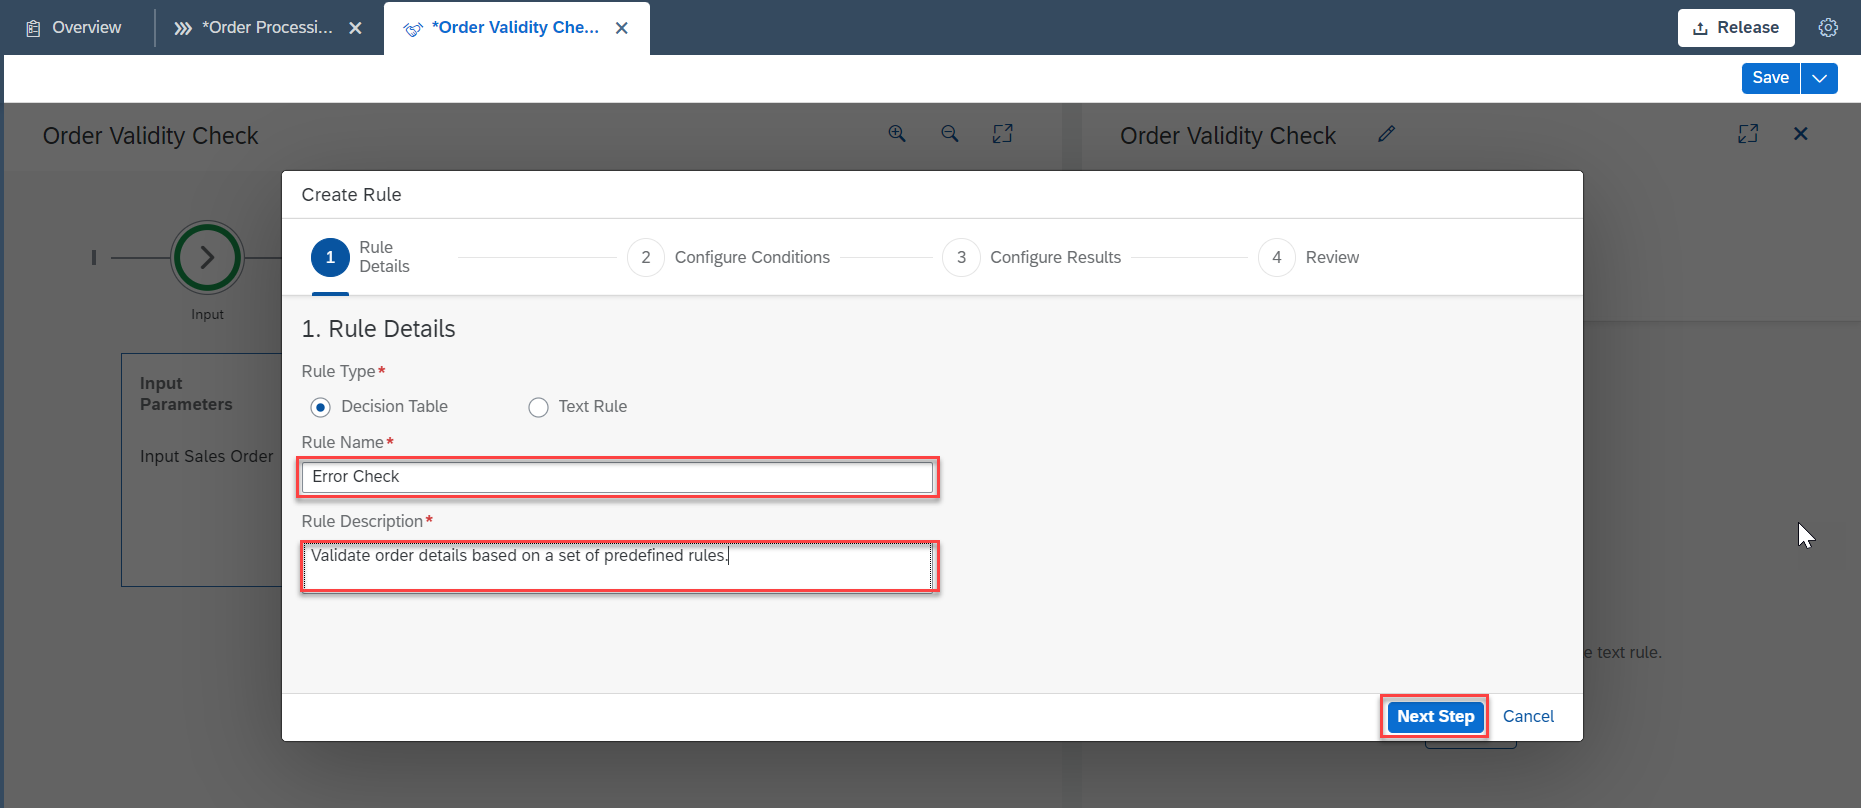 Overview
*Order Processi...
*Order Validity Che...
Release
Save
Order Validity Check
Order Validity Check
Create Rule
1
Rule
Details
2
Configure Conditions
3
Configure Results
4
Review
Input
1. Rule Details
Rule Type*
Input
Parameters
Decision Table
Text Rule
Rule Name*
Input Sales Order
Error Check
Rule Description*
Validate order details based on a set of predefined rules.
e text rule.
Next Step
Cancel